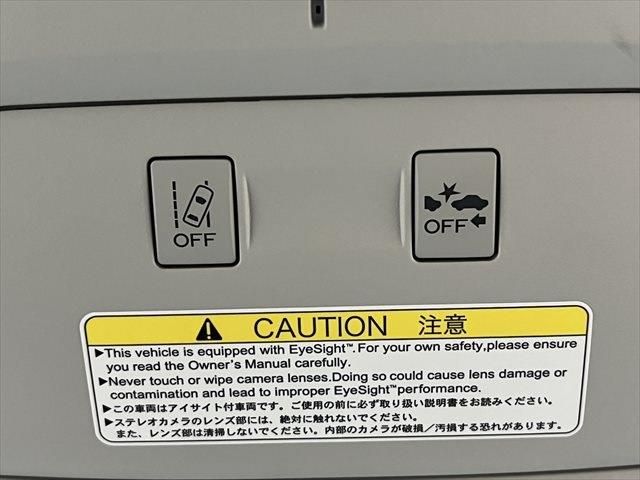 OFF
OFF
CAUTION 注意
▶This vehicle is equipped with EyeSight™. For your own safety,please ensure
you read the Owner's Manual carefully.
▶Never touch or wipe camera lenses.Doing so could cause lens damage or
contamination and lead to improper EyeSight™performance.
▶この車両はアイサイト付車両です。ご使用の前に必ず取り扱い説明書をお読みください。
▶ステレオカメラのレンズ部には、絶対に触れないでください。
また、レンズ部は清掃しないでください。内部のカメラが破損／汚損する恐れがあります。